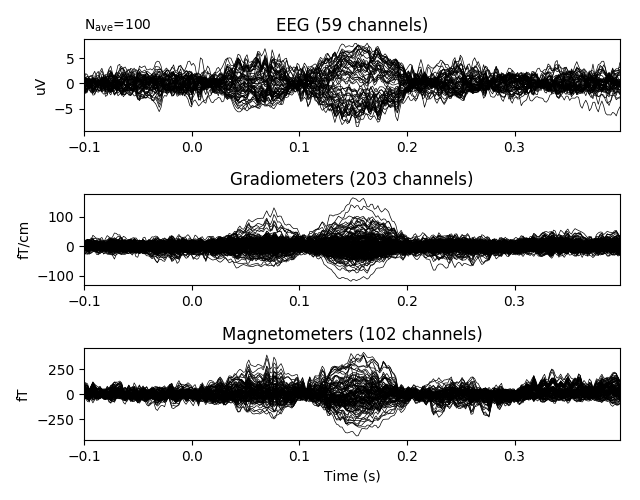 N_ave=100
EEG (59 channels)
uV
5
0
−5
−0.1 0.0 0.1 0.2 0.3
Gradiometers (203 channels)
fT/cm
100
0
−100
−0.1 0.0 0.1 0.2 0.3
Magnetometers (102 channels)
fT
250
0
−250
−0.1 0.0 0.1 0.2 0.3
Time (s)